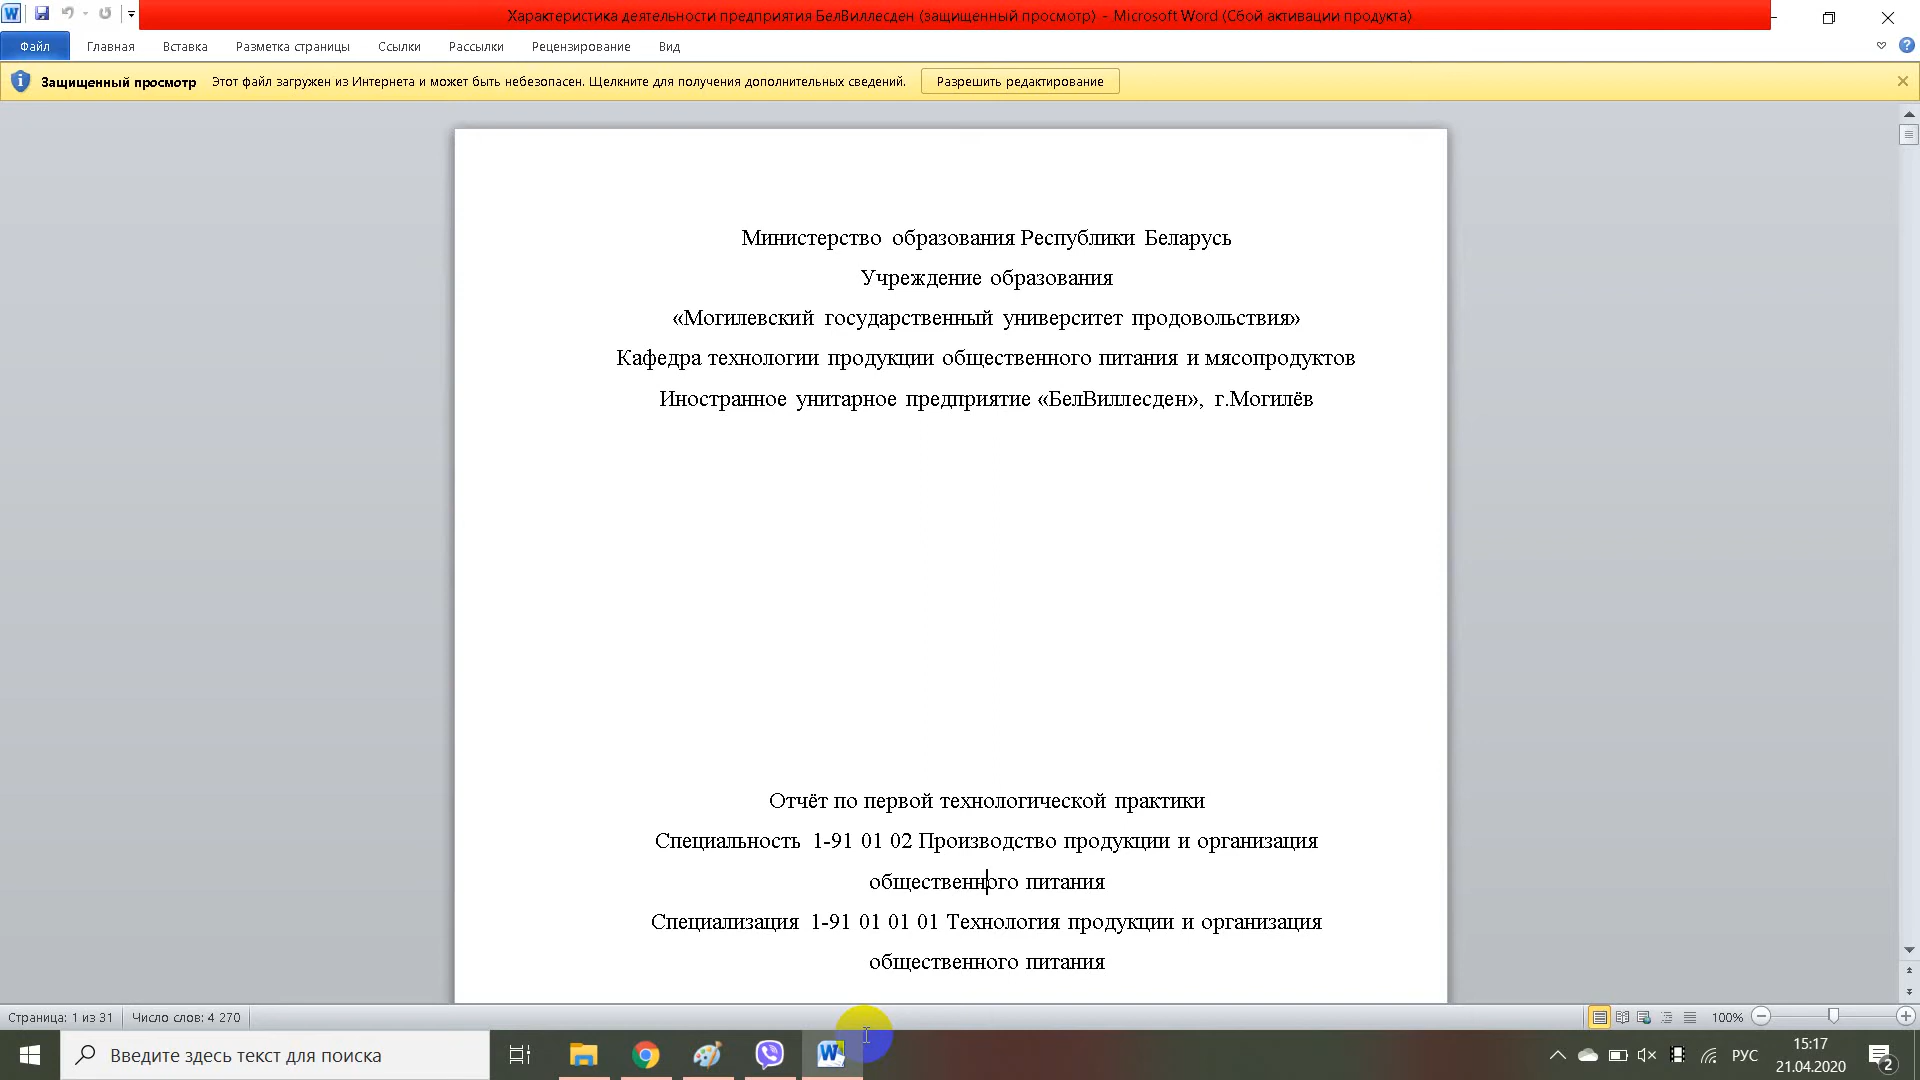 Характеристика деятельности предприятия БелВиллесден (защищенный просмотр) - Microsoft Word (Сбой активации продукта)
Файл Главная Вставка Разметка страницы Ссылки Рассылки Рецензирование Вид
Защищенный просмотр Этот файл загружен из Интернета и может быть небезопасен. Щелкните для получения дополнительных сведений. Разрешить редактирование
Министерство образования Республики Беларусь
Учреждение образования
«Могилевский государственный университет продовольствия»
Кафедра технологии продукции общественного питания и мясопродуктов
Иностранное унитарное предприятие «БелВиллесден», г.Могилёв
Отчёт по первой технологической практики
Специальность 1-91 01 02 Производство продукции и организация
общественного питания
Специализация 1-91 01 01 01 Технология продукции и организация
общественного питания
Страница: 1 из 31 Число слов: 4 270 100%
Введите здесь текст для поиска РУС 15:17
21.04.2020 2